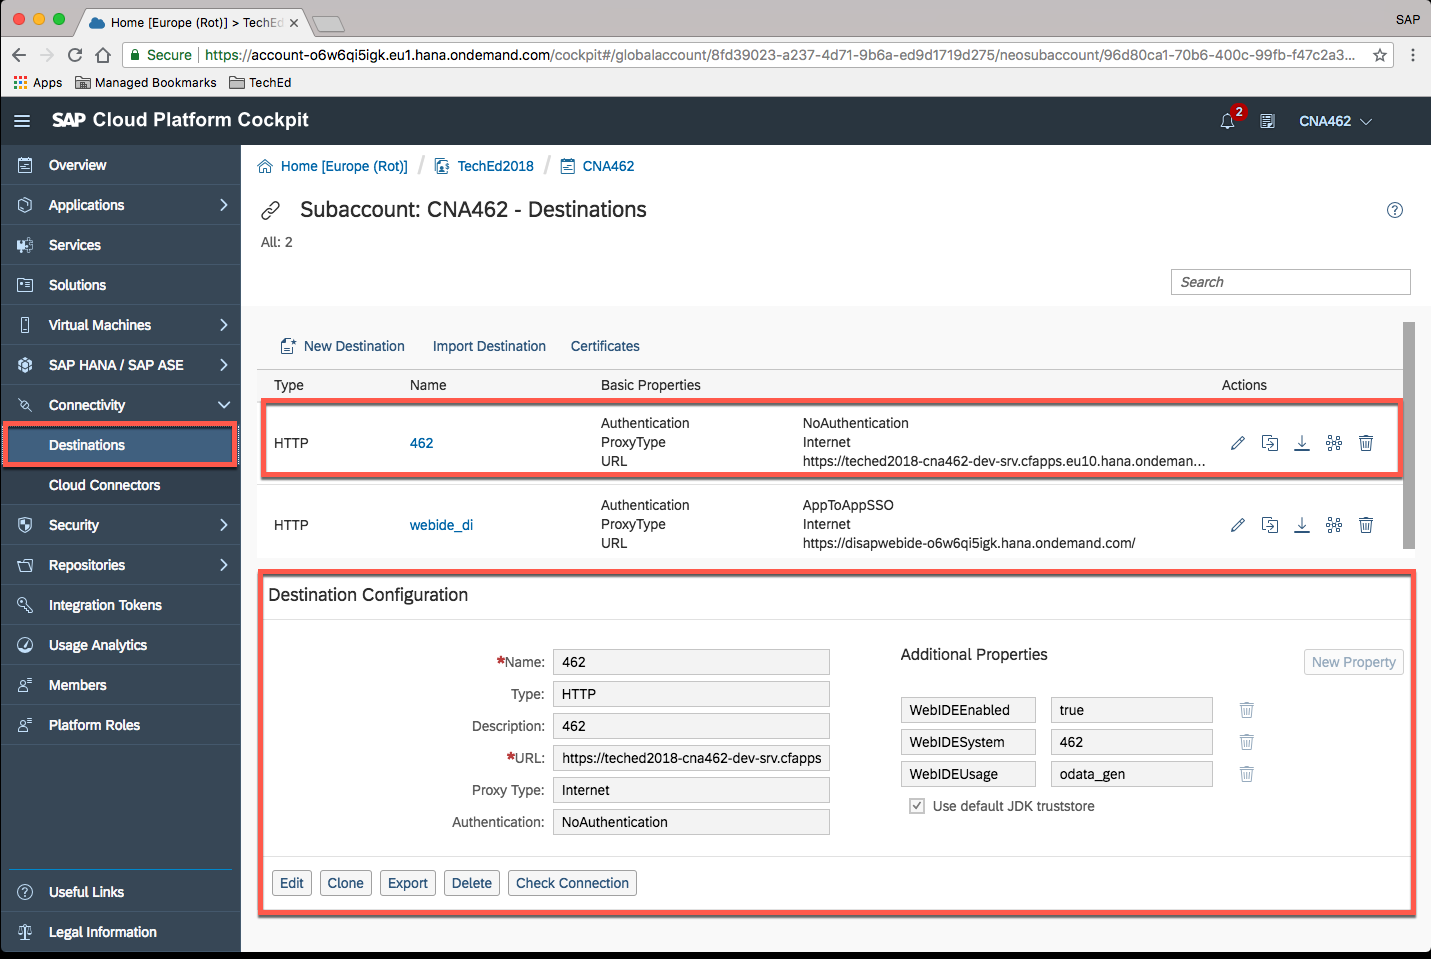 Home [Europe (Rot)] > TechEd
SAP
Secure https://account-o6w6qi5igk.eu1.hana.ondemand.com/cockpit#/globalaccount/8fd39023-a237-4d71-9b6a-ed9d1719d275/neosubaccount/96d80ca1-70b6-400c-99fb-f47c2a3...
Apps Managed Bookmarks TechEd
SAP Cloud Platform Cockpit
2
CNA462
Overview
Applications
Services
Solutions
Virtual Machines
SAP HANA / SAP ASE
Connectivity
Destinations
Cloud Connectors
Security
Repositories
Integration Tokens
Usage Analytics
Members
Platform Roles
Useful Links
Legal Information
Home [Europe (Rot)] / TechEd2018 / CNA462
Subaccount: CNA462 - Destinations
All: 2
Search
New Destination Import Destination Certificates
Type Name Basic Properties Actions
HTTP 462
Authentication NoAuthentication
ProxyType Internet
URL https://teched2018-cna462-dev-srv.cfapps.eu10.hana.ondeman...
HTTP webide_di
Authentication AppToAppSSO
ProxyType Internet
URL https://disapwebide-o6w6qi5igk.hana.ondemand.com/
Destination Configuration
*Name: 462
Type: HTTP
Description: 462
*URL: https://teched2018-cna462-dev-srv.cfapps
Proxy Type: Internet
Authentication: NoAuthentication
Additional Properties New Property
WebIDEEnabled true
WebIDESystem 462
WebIDEUsage odata_gen
Use default JDK truststore
Edit Clone Export Delete Check Connection